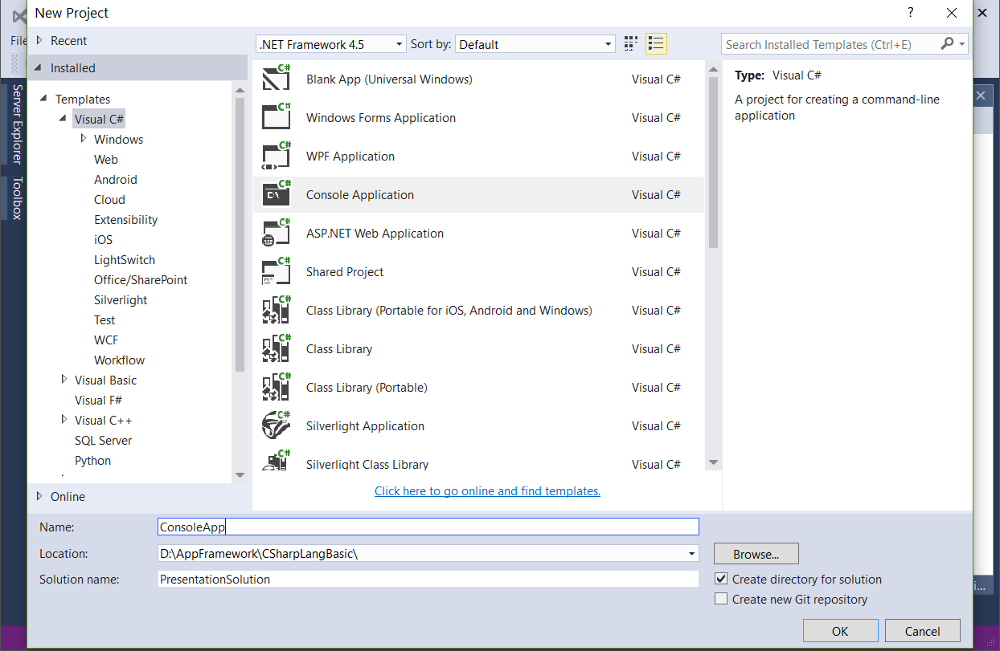 New Project
?
File
Server Explorer
Toolbox
Recent
Installed
.NET Framework 4.5
Sort by:
Default
Search Installed Templates (Ctrl+E)
Templates
Visual C#
Windows
Web
Android
Cloud
Extensibility
iOS
LightSwitch
Office/SharePoint
Silverlight
Test
WCF
Workflow
Visual Basic
Visual F#
Visual C++
SQL Server
Python
Online
C# Blank App (Universal Windows) Visual C#
C# Windows Forms Application Visual C#
C# WPF Application Visual C#
C# Console Application Visual C#
C# ASP.NET Web Application Visual C#
C# Shared Project Visual C#
C# Class Library (Portable for iOS, Android and Windows) Visual C#
C# Class Library Visual C#
C# Class Library (Portable) Visual C#
C# Silverlight Application Visual C#
C# Silverlight Class Library Visual C#
Click here to go online and find templates.
Type: Visual C#
A project for creating a command-line
application
Name: ConsoleApp
Location: D:\AppFramework\CSharpLangBasic\
Browse...
Solution name: PresentationSolution
Create directory for solution
Create new Git repository
OK
Cancel